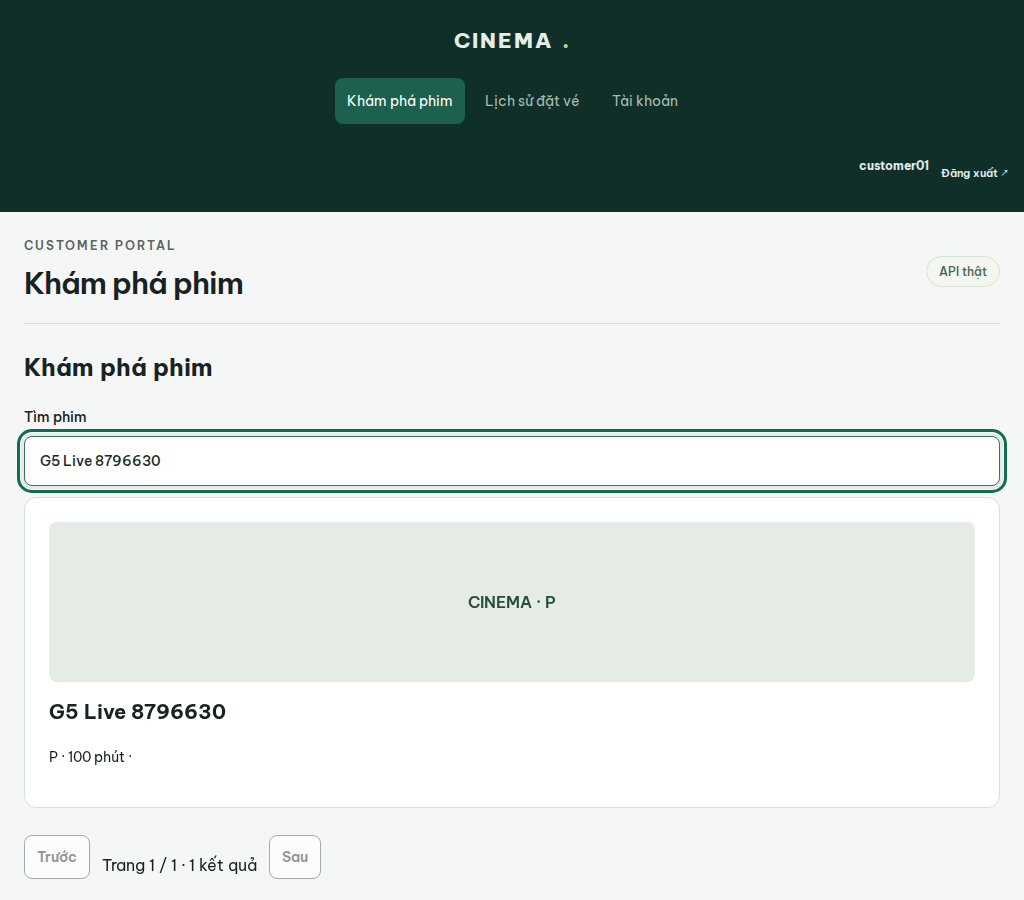 CINEMA .
Khám phá phim Lịch sử đặt vé Tài khoản
customer01 Đăng xuất ↗
CUSTOMER PORTAL
Khám phá phim
API thật
Khám phá phim
Tìm phim
G5 Live 8796630
CINEMA · P
G5 Live 8796630
P · 100 phút ·
Trước Trang 1 / 1 · 1 kết quả Sau